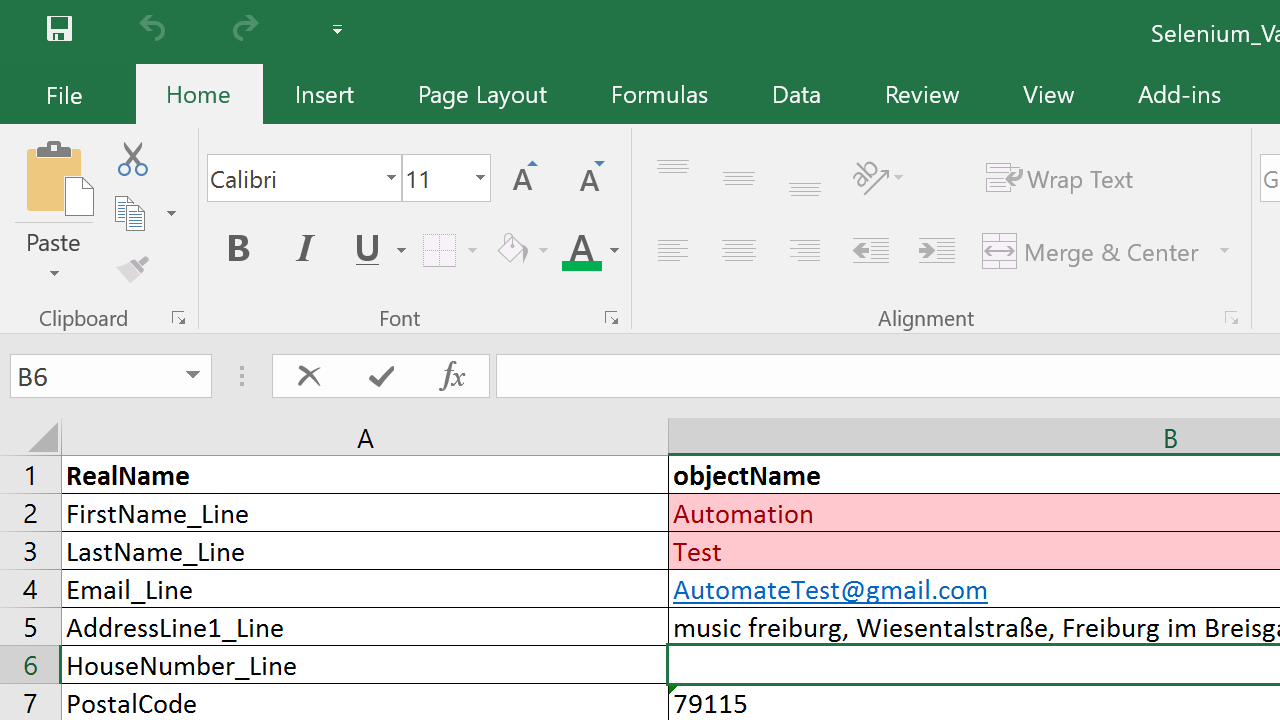 Selenium_Va
File Home Insert Page Layout Formulas Data Review View Add-ins
Calibri 11 A A ab Wrap Text G
Paste B I U A Merge & Center
Clipboard Font Alignment
B6 fx
A B
1 RealName objectName
2 FirstName_Line Automation
3 LastName_Line Test
4 Email_Line AutomateTest@gmail.com
5 AddressLine1_Line music freiburg, Wiesentalstraße, Freiburg im Breisga
6 HouseNumber_Line
7 PostalCode 79115